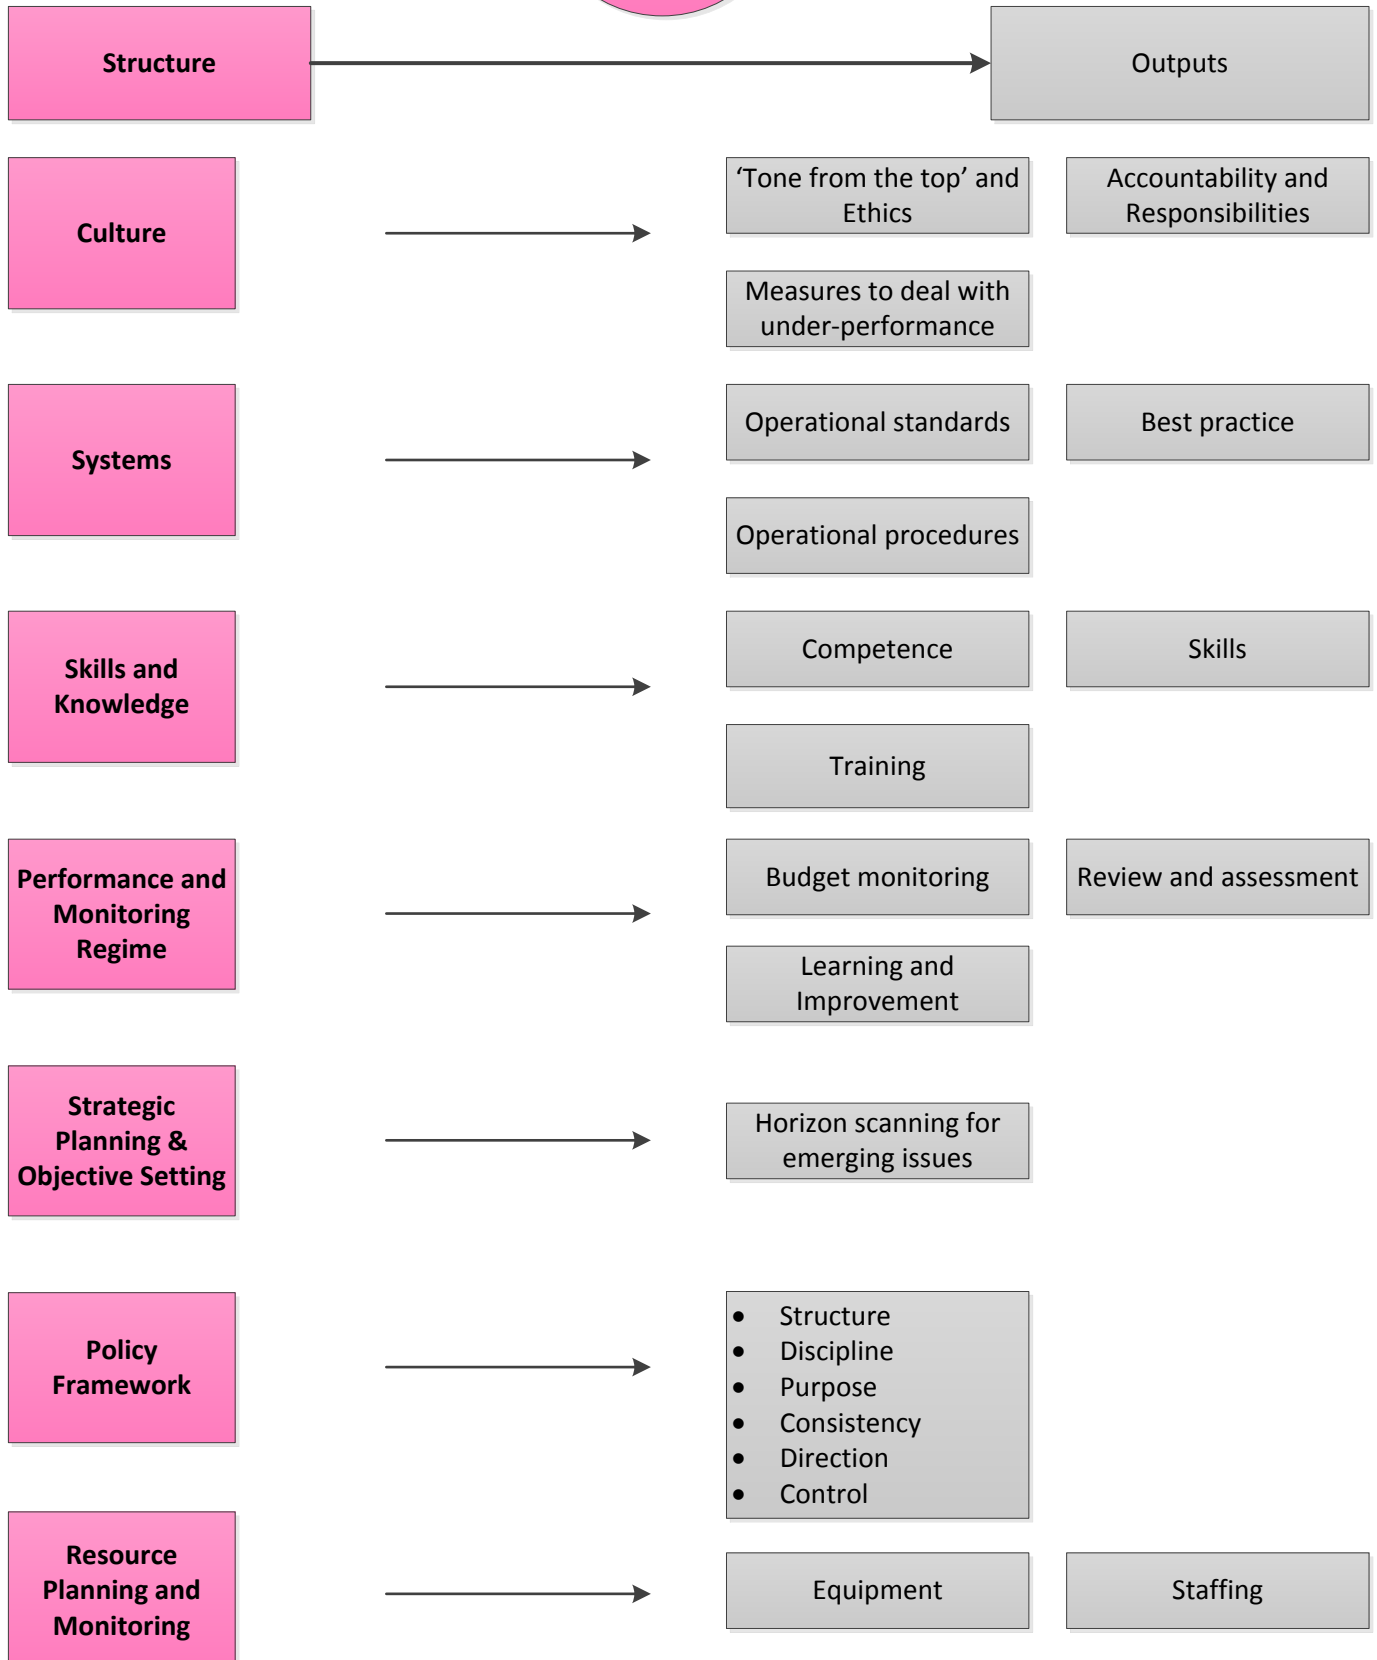 Structure
Outputs
Culture
‘Tone from the top’ and
Ethics
Accountability and
Responsibilities
Measures to deal with
under-performance
Systems
Operational standards
Best practice
Operational procedures
Skills and
Knowledge
Competence
Skills
Training
Performance and
Monitoring
Regime
Budget monitoring
Review and assessment
Learning and
Improvement
Strategic
Planning &
Objective Setting
Horizon scanning for
emerging issues
Policy
Framework
• Structure
• Discipline
• Purpose
• Consistency
• Direction
• Control
Resource
Planning and
Monitoring
Equipment
Staffing